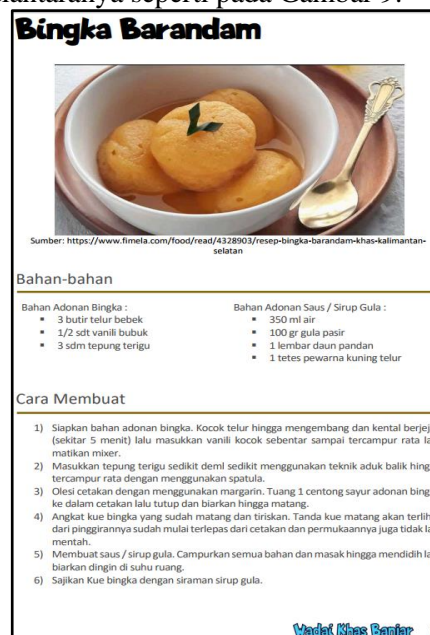 Bingka Barandam
Sumber: https://www.fimela.com/food/read/4328903/resep-bingka-barandam-khas-kalimantan-
selatan
Bahan-bahan
Bahan Adonan Bingka :
▪ 3 butir telur bebek
▪ 1/2 sdt vanili bubuk
▪ 3 sdm tepung terigu
Bahan Adonan Saus / Sirup Gula :
▪ 350 ml air
▪ 100 gr gula pasir
▪ 1 lembar daun pandan
▪ 1 tetes pewarna kuning telur
Cara Membuat
1) Siapkan bahan adonan bingka. Kocok telur hingga mengembang dan kental berjej
(sekitar 5 menit) lalu masukkan vanili kocok sebentar sampai tercampur rata la
matikan mixer.
2) Masukkan tepung terigu sedikit deml sedikit menggunakan teknik aduk balik hing
tercampur rata dengan menggunakan spatula.
3) Olesi cetakan dengan menggunakan margarin. Tuang 1 centong sayur adonan bing
ke dalam cetakan lalu tutup dan biarkan hingga matang.
4) Angkat kue bingka yang sudah matang dan tiriskan. Tanda kue matang akan terlih
dari pinggirannya sudah mulai terlepas dari cetakan dan permukaannya juga tidak la
mentah.
5) Membuat saus / sirup gula. Campurkan semua bahan dan masak hingga mendidih la
biarkan dingin di suhu ruang.
6) Sajikan Kue bingka dengan siraman sirup gula.
Wadai Khas Banjar